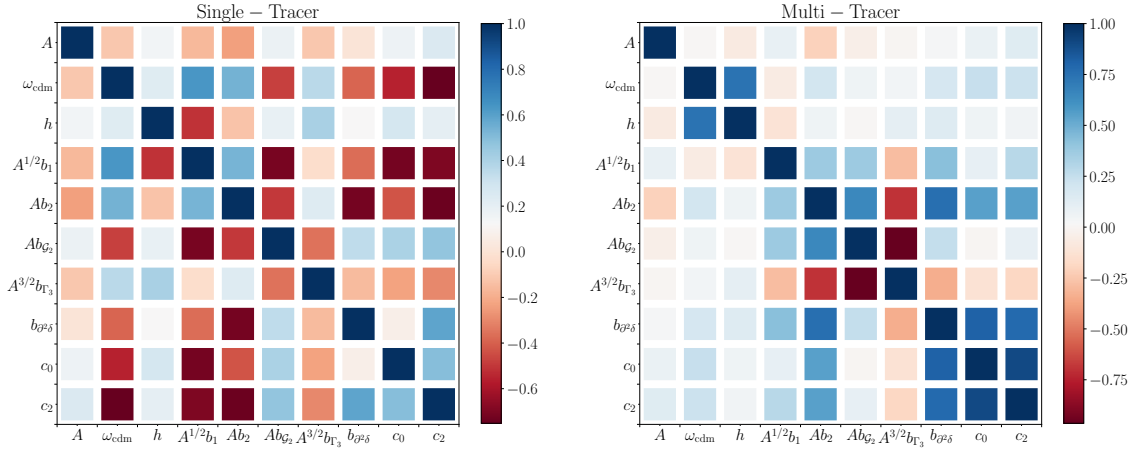 Single − Tracer
A
ω_cdm
h
A^{1/2}b_1
Ab_2
Ab_{𝒢_2}
A^{3/2}b_{Γ_3}
b_{∂²δ}
c_0
c_2
A ω_cdm h A^{1/2}b_1 Ab_2 Ab_{𝒢_2} A^{3/2}b_{Γ_3} b_{∂²δ} c_0 c_2
1.0
0.8
0.6
0.4
0.2
0.0
−0.2
−0.4
−0.6
Multi − Tracer
A
ω_cdm
h
A^{1/2}b_1
Ab_2
Ab_{𝒢_2}
A^{3/2}b_{Γ_3}
b_{∂²δ}
c_0
c_2
A ω_cdm h A^{1/2}b_1 Ab_2 Ab_{𝒢_2} A^{3/2}b_{Γ_3} b_{∂²δ} c_0 c_2
1.00
0.75
0.50
0.25
0.00
−0.25
−0.50
−0.75